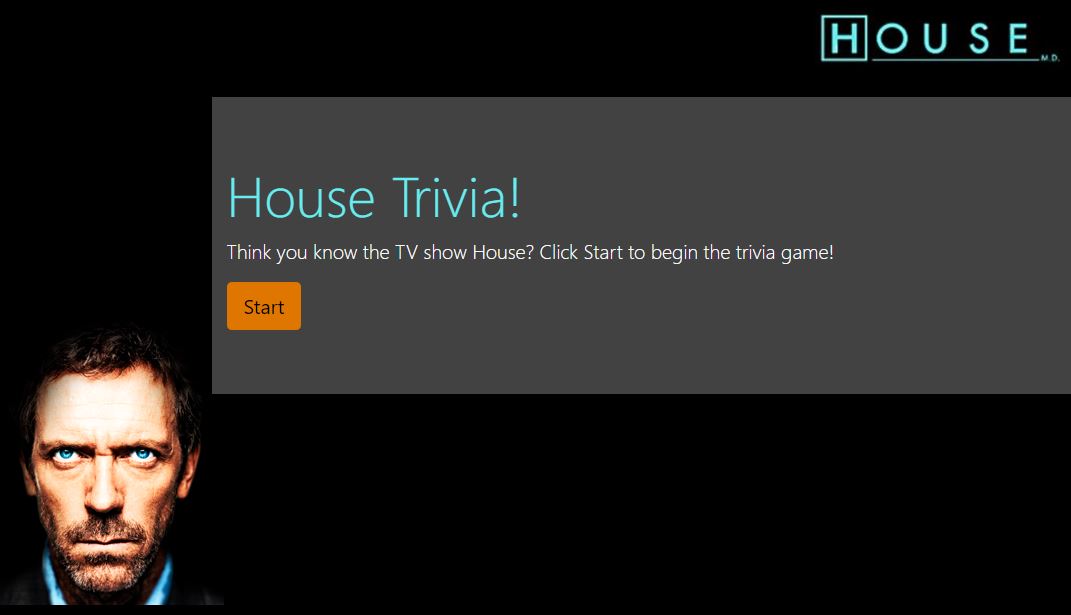 HOUSE M.D.
House Trivia!
Think you know the TV show House? Click Start to begin the trivia game!
Start